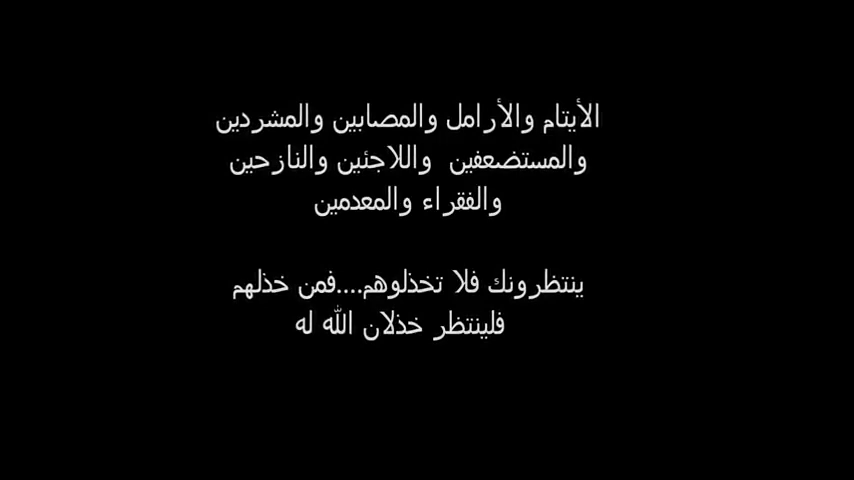 الأيتام والأرامل والمصابين والمشردين
والمستضعفين واللاجئين والنازحين
والفقراء والمعدمين
ينتظرونك فلا تخذلوهم....فمن خذلهم
فلينتظر خذلان الله له